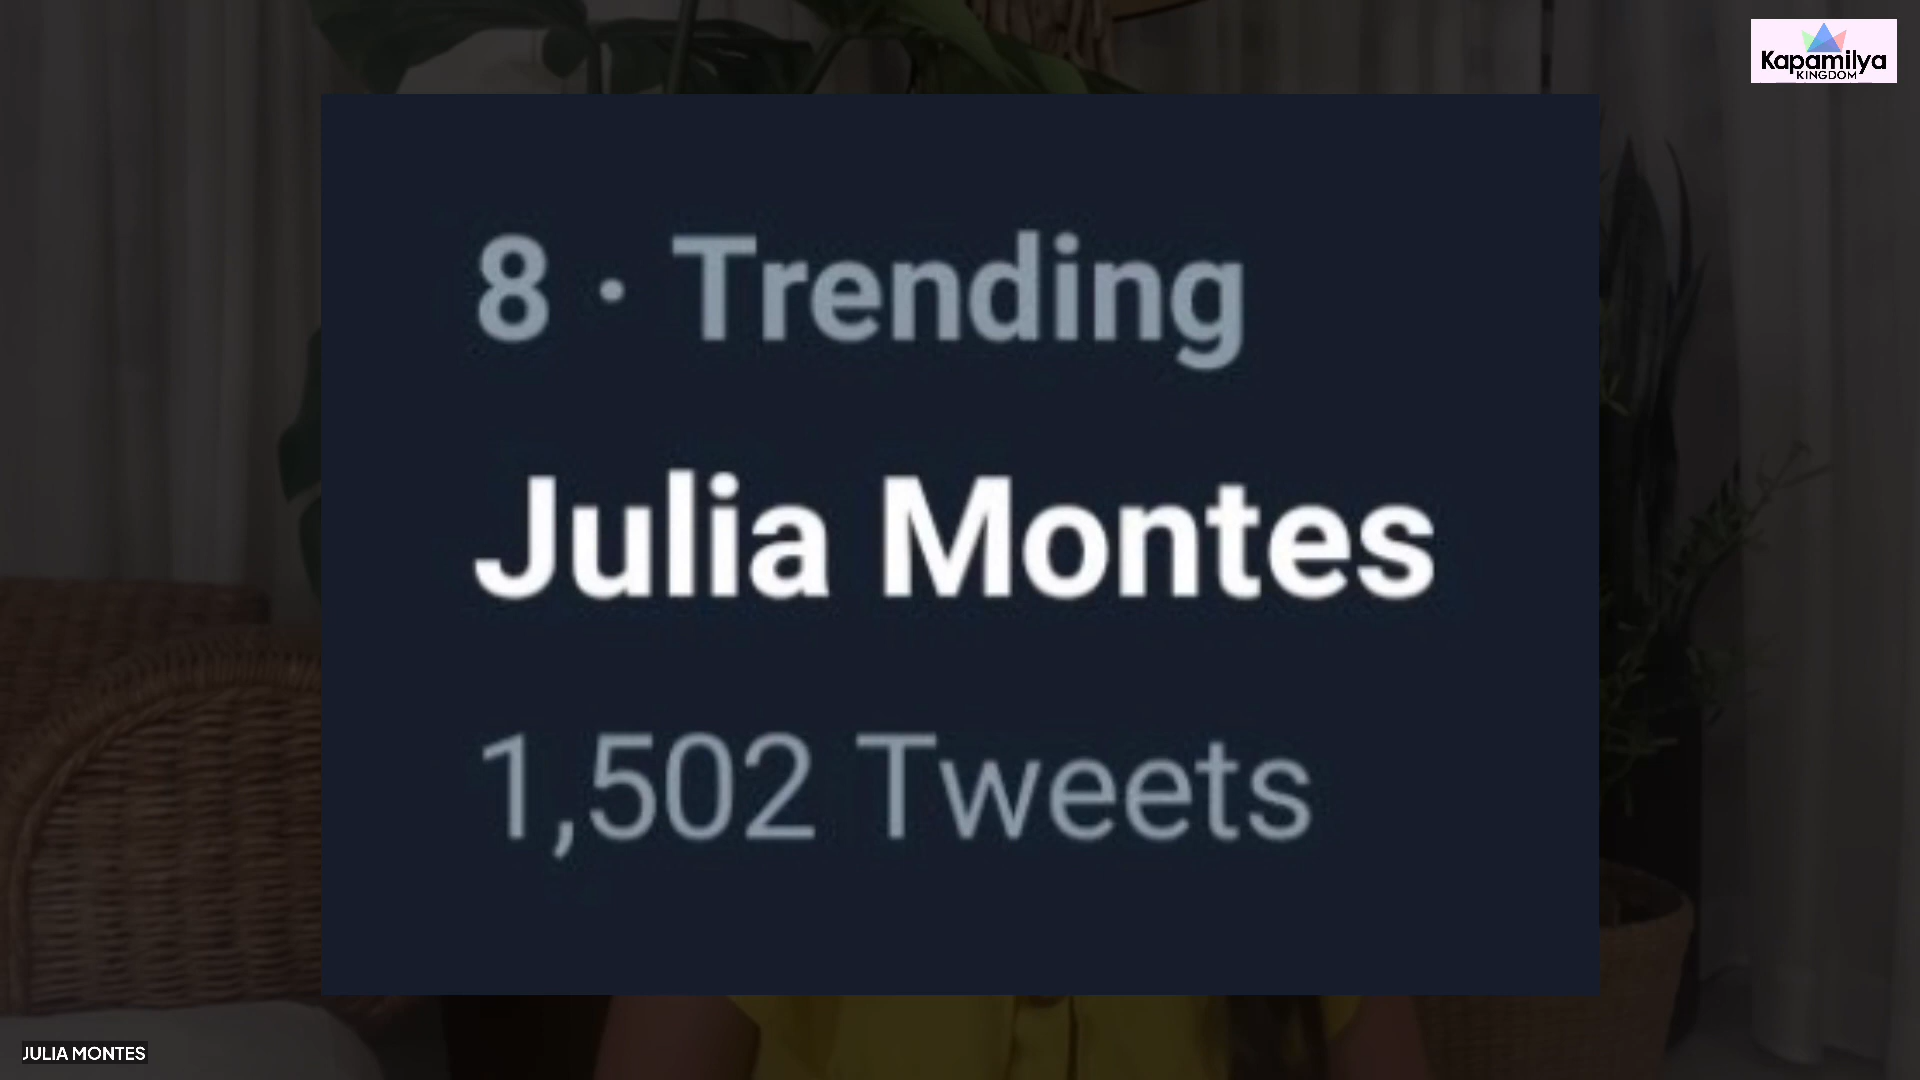 Kapamilya
KINGDOM
8 · Trending
Julia Montes
1,502 Tweets
JULIA MONTES